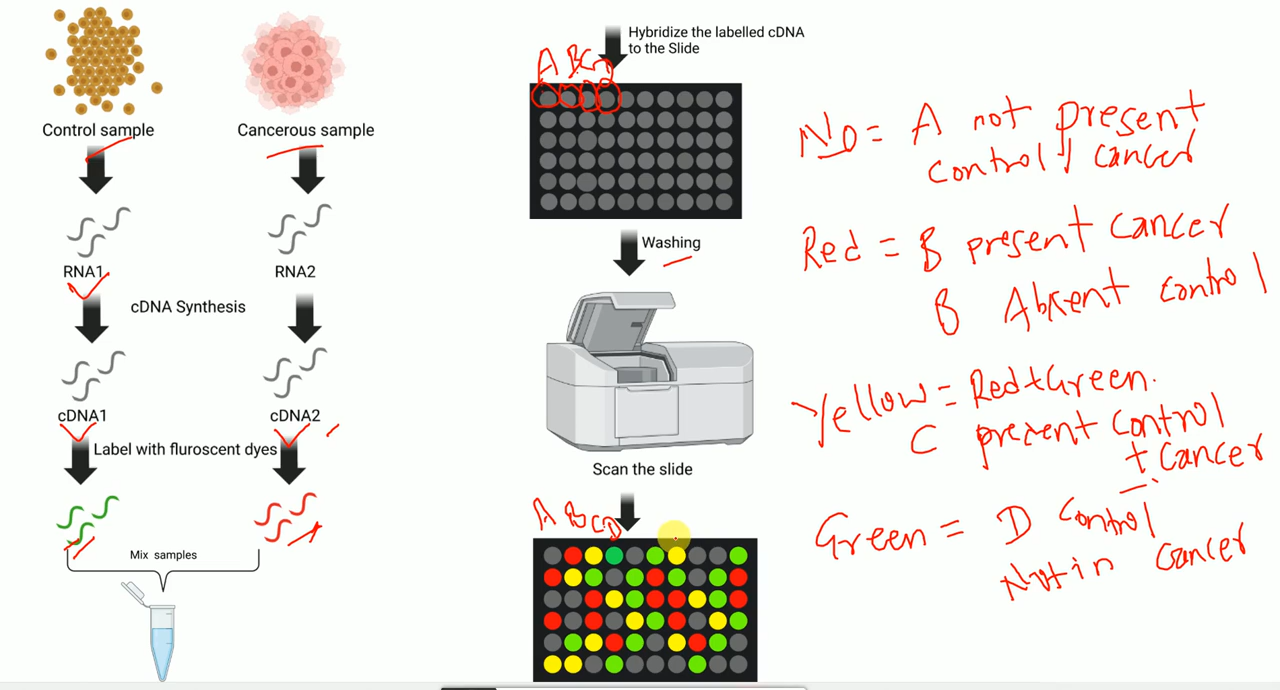 Control sample
Cancerous sample
RNA1
RNA2
cDNA Synthesis
cDNA1
cDNA2
Label with fluroscent dyes
Mix samples
Hybridize the labelled cDNA
to the Slide
A B C D
Washing
Scan the slide
A B C D
No = A not present
control + cancer
Red = B present cancer
B Absent control
Yellow = Red+Green.
C present control
+ cancer
Green = D control
Not in cancer